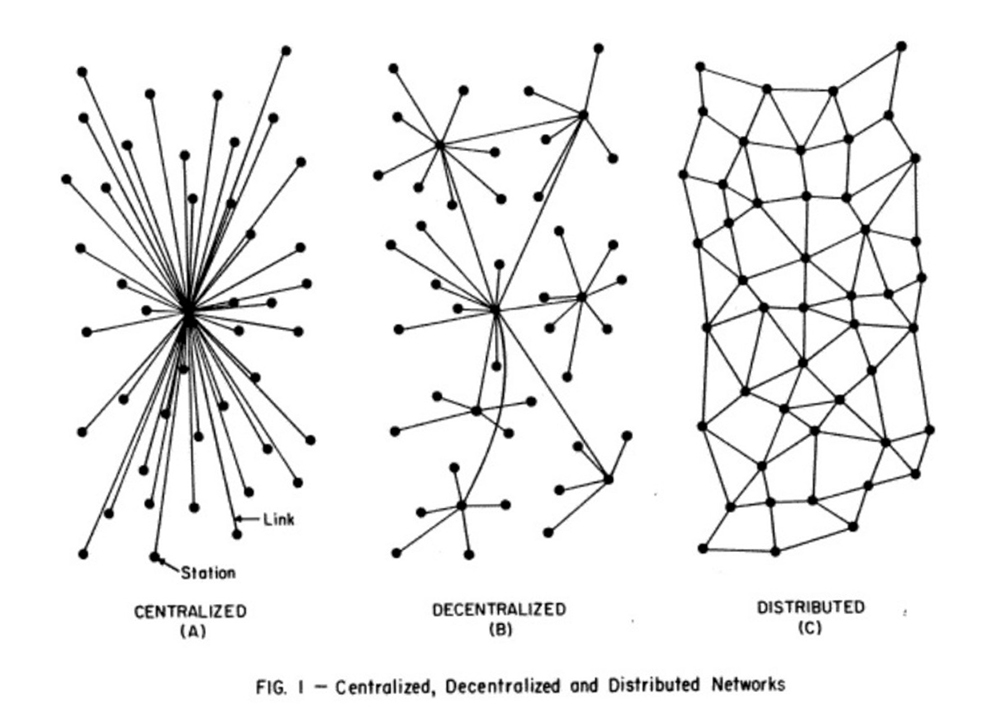 Link
Station
CENTRALIZED
(A)
DECENTRALIZED
(B)
DISTRIBUTED
(C)
FIG. I — Centralized, Decentralized and Distributed Networks